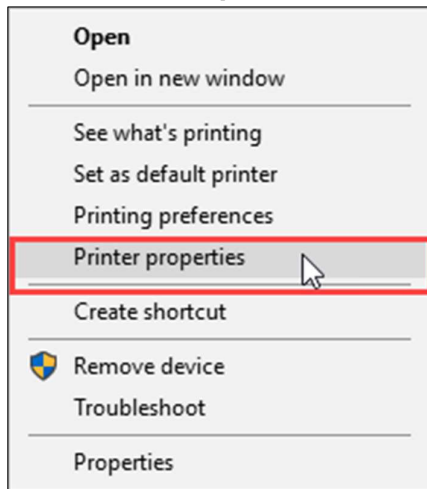 Open
Open in new window
See what's printing
Set as default printer
Printing preferences
Printer properties
Create shortcut
Remove device
Troubleshoot
Properties